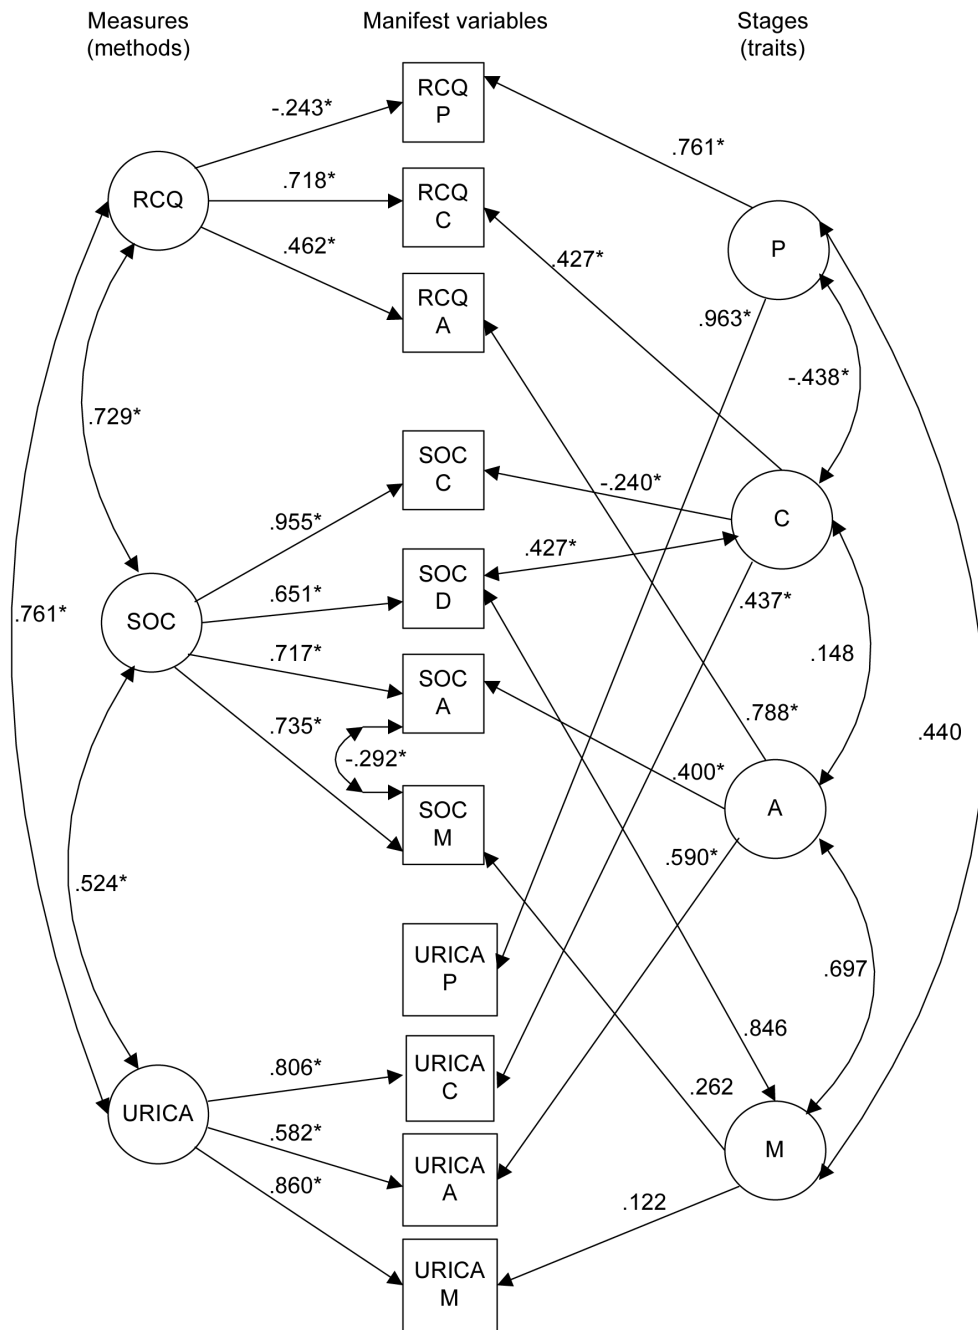 Measures
(methods)
Manifest variables
Stages
(traits)
RCQ
P
-.243*
.761*
RCQ
.718*
RCQ
C
P
.462*
.427*
RCQ
A
.963*
-.438*
.729*
SOC
C
-.240*
C
.955*
SOC
D
.427*
.437*
.651*
.761*
SOC
.717*
SOC
A
.148
.735*
.788*
-.292*
.440
.400*
SOC
M
A
.590*
.524*
URICA
P
.697
.846
.806*
URICA
C
.262
URICA
.582*
URICA
A
M
.860*
.122
URICA
M